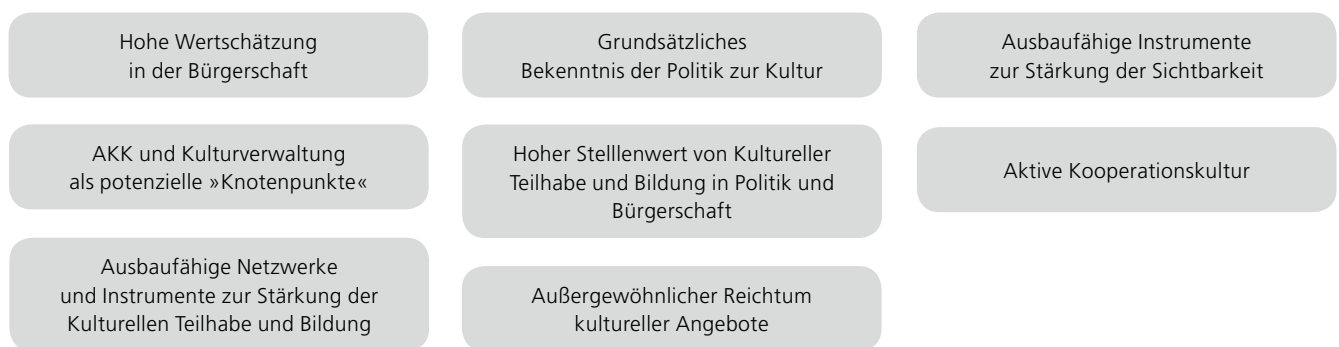 Hohe Wertschätzung
in der Bürgerschaft
Grundsätzliches
Bekenntnis der Politik zur Kultur
Ausbaufähige Instrumente
zur Stärkung der Sichtbarkeit
AKK und Kulturverwaltung
als potenzielle »Knotenpunkte«
Hoher Stelllenwert von Kultureller
Teilhabe und Bildung in Politik und
Bürgerschaft
Aktive Kooperationskultur
Ausbaufähige Netzwerke
und Instrumente zur Stärkung der
Kulturellen Teilhabe und Bildung
Außergewöhnlicher Reichtum
kultureller Angebote